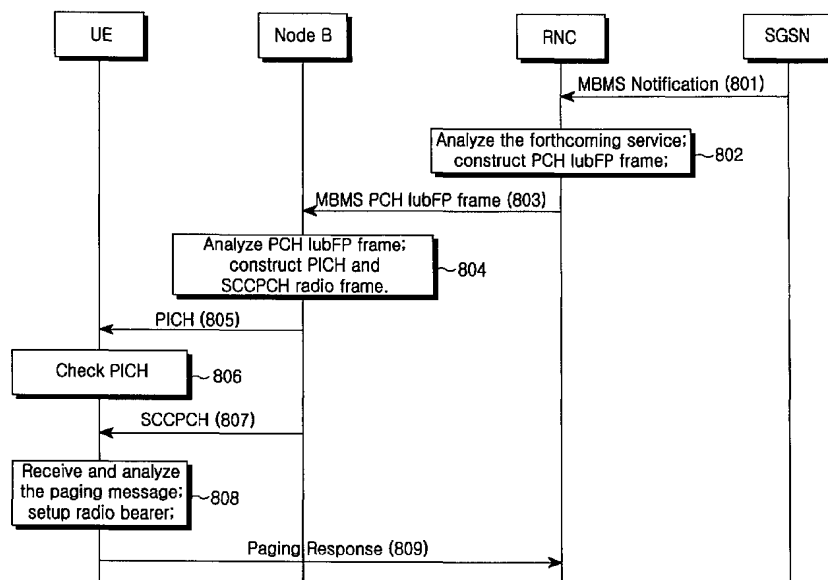 UE
Node B
RNC
SGSN
MBMS Notification (801)
Analyze the forthcoming service;
construct PCH IubFP frame;
802
MBMS PCH IubFP frame (803)
Analyze PCH IubFP frame;
construct PICH and
SCCPCH radio frame.
804
PICH (805)
Check PICH
806
SCCPCH (807)
Receive and analyze
the paging message;
setup radio bearer;
808
Paging Response (809)